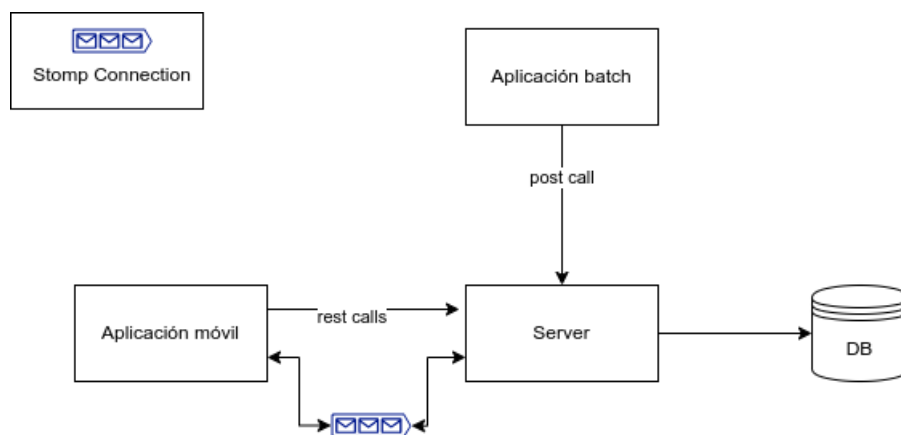 Stomp Connection
Aplicación batch
post call
Aplicación móvil
rest calls
Server
DB